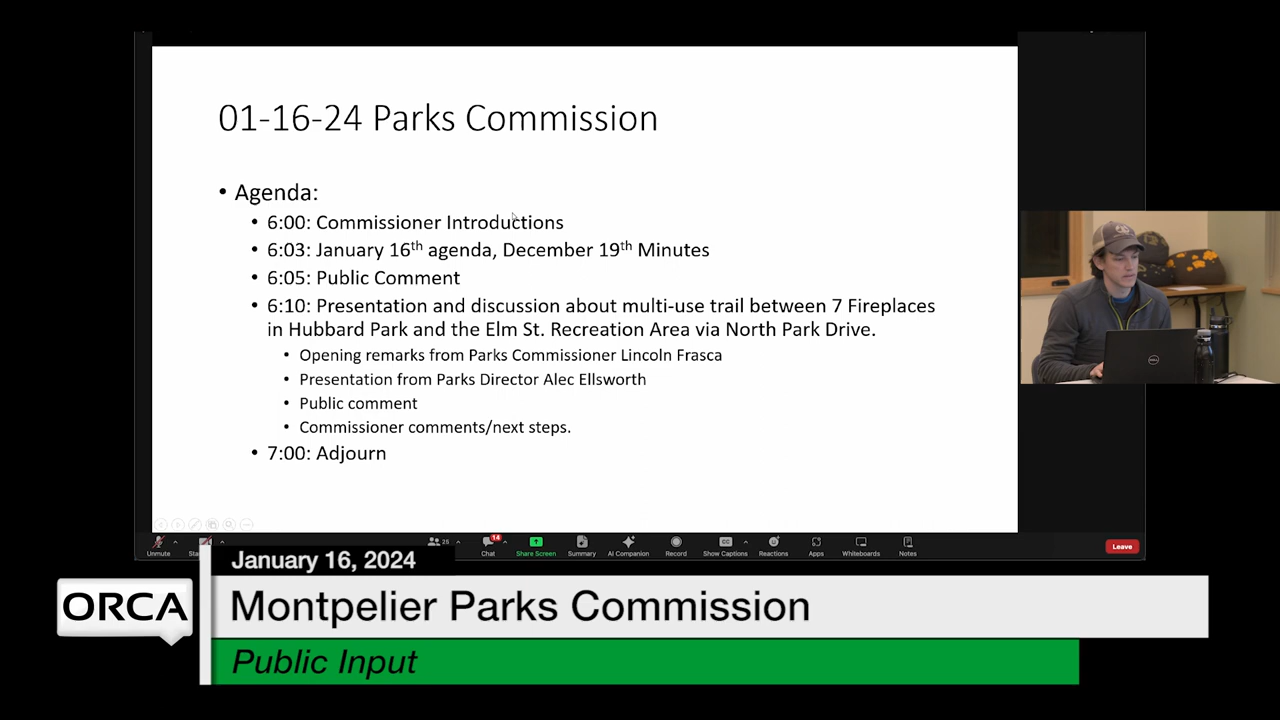 01-16-24 Parks Commission
• Agenda:
• 6:00: Commissioner Introductions
• 6:03: January 16th agenda, December 19th Minutes
• 6:05: Public Comment
• 6:10: Presentation and discussion about multi-use trail between 7 Fireplaces
in Hubbard Park and the Elm St. Recreation Area via North Park Drive.
• Opening remarks from Parks Commissioner Lincoln Frasca
• Presentation from Parks Director Alec Ellsworth
• Public comment
• Commissioner comments/next steps.
• 7:00: Adjourn
DELL
Unmute
26
14
Chat
Share Screen
Summary
AI Companion
Record
CC
Show Captions
Reactions
Apps
Whiteboards
Notes
Leave
January 16, 2024
ORCA
Montpelier Parks Commission
Public Input